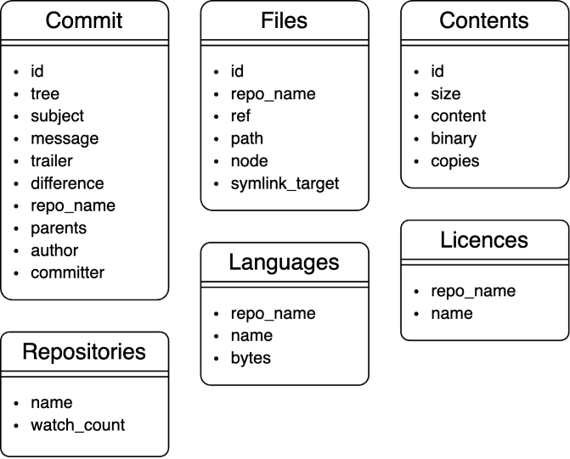 Commit
id
tree
subject
message
trailer
difference
repo_name
parents
author
committer
Repositories
name
watch_count
Files
id
repo_name
ref
path
node
symlink_target
Languages
repo_name
name
bytes
Contents
id
size
content
binary
copies
Licences
repo_name
name